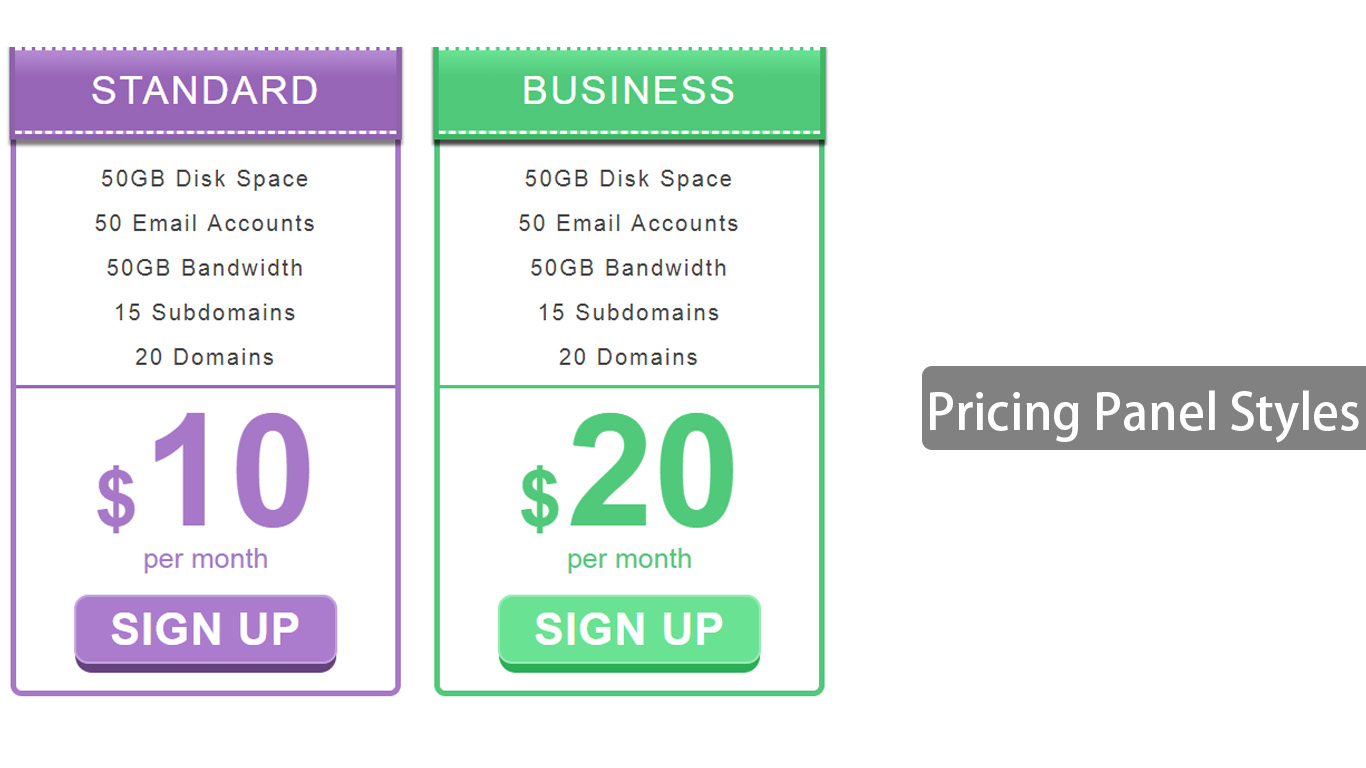 STANDARD
50GB Disk Space
50 Email Accounts
50GB Bandwidth
15 Subdomains
20 Domains
$10
per month
SIGN UP
BUSINESS
50GB Disk Space
50 Email Accounts
50GB Bandwidth
15 Subdomains
20 Domains
$20
per month
SIGN UP
Pricing Panel Styles